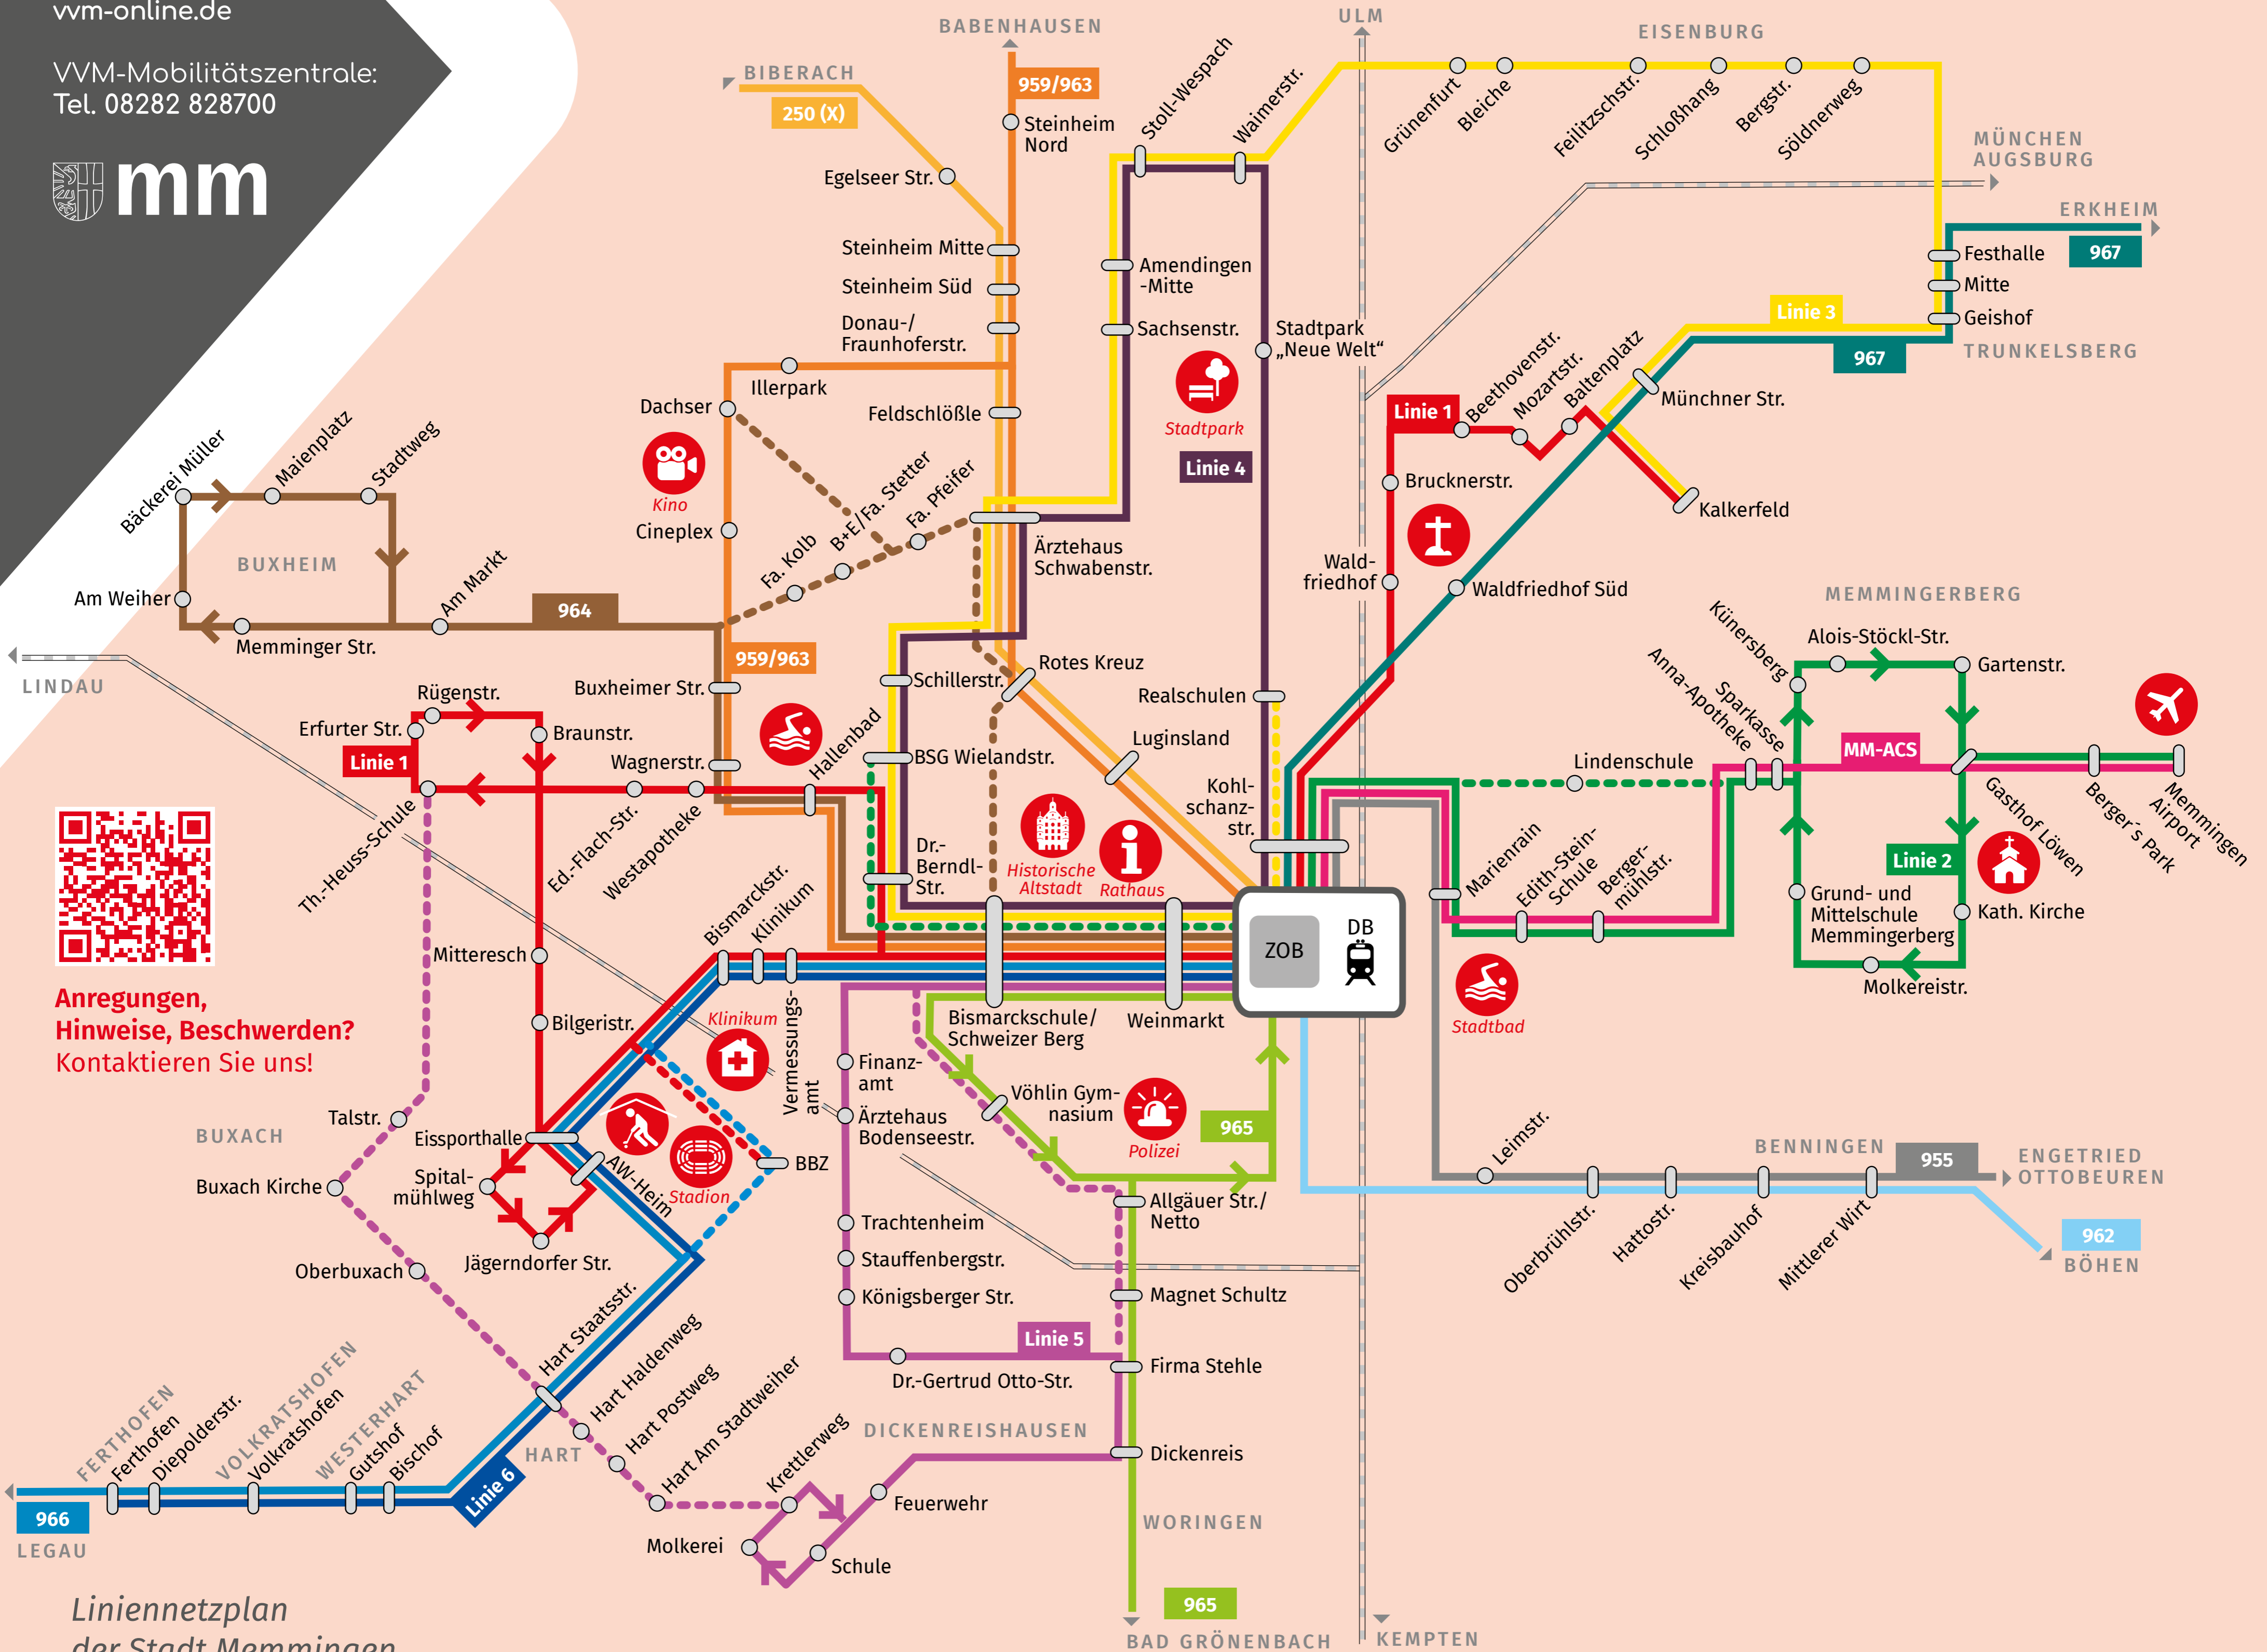 vvm-online.de
VVM-Mobilitätszentrale:
Tel. 08282 828700
mm
BABENHAUSEN
ULM
EISENBURG
BIBERACH
959/963
250 (X)
Steinheim
Nord
Stoll-Wespach
Waimerstr.
Grünenfurt
Bleiche
Feilitzschstr.
Schloßhang
Bergstr.
Söldnerweg
MÜNCHEN
AUGSBURG
Egelseer Str.
ERKHEIM
967
Steinheim Mitte
Steinheim Süd
Donau-/
Fraunhoferstr.
Amendingen
-Mitte
Sachsenstr.
Stadtpark
„Neue Welt“
Festhalle
Mitte
Geishof
TRUNKELSBERG
Linie 3
967
Illerpark
Dachser
Feldschlößle
Stadtpark
Linie 4
Linie 1
Beethovenstr.
Mozartstr.
Baltenplatz
Münchner Str.
Kalkerfeld
Brucknerstr.
Kino
Cineplex
Bäckerei Müller
Maienplatz
Stadtweg
BUXHEIM
Am Weiher
Memminger Str.
Am Markt
964
Fa. Kolb
B+E/Fa. Stetter
Fa. Pfeifer
Ärztehaus
Schwabenstr.
Wald-
friedhof
Waldfriedhof Süd
MEMMINGERBERG
LINDAU
959/963
Buxheimer Str.
Rotes Kreuz
Schillerstr.
Realschulen
Künersberg
Alois-Stöckl-Str.
Gartenstr.
Anna-Apotheke
Sparkasse
Rügenstr.
Erfurter Str.
Braunstr.
Linie 1
Wagnerstr.
Hallenbad
BSG Wielandstr.
Luginsland
Kohl-
schanz-
str.
Lindenschule
MM-ACS
Th.-Heuss-Schule
Ed.-Flach-Str.
Westapotheke
Dr.-
Berndl-
Str.
Historische
Altstadt
Rathaus
Marienrain
Edith-Stein-
Schule
Berger-
mühlstr.
Linie 2
Gasthof Löwen
Berger´s Park
Memmingen
Airport
Grund- und
Mittelschule
Memmingerberg
Kath. Kirche
Molkereistr.
Bismarckstr.
Klinikum
Vermessungs-
amt
ZOB
DB
Mitteresch
Bilgeristr.
Klinikum
Bismarckschule/
Schweizer Berg
Weinmarkt
Stadtbad
Anregungen,
Hinweise, Beschwerden?
Kontaktieren Sie uns!
Finanz-
amt
Ärztehaus
Bodenseestr.
Vöhlin Gym-
nasium
Polizei
965
Talstr.
BUXACH
Buxach Kirche
Eissporthalle
Spital-
mühlweg
AW-Heim
Stadion
BBZ
Jägerndorfer Str.
Oberbuxach
Trachtenheim
Stauffenbergstr.
Königsberger Str.
Allgäuer Str./
Netto
Magnet Schultz
Leimstr.
BENNINGEN
955
ENGETRIED
OTTOBEUREN
Oberbrühlstr.
Hattostr.
Kreisbauhof
Mittlerer Wirt
962
BÖHEN
Linie 5
Dr.-Gertrud Otto-Str.
Firma Stehle
Hart Staatsstr.
Hart Haldenweg
Hart Postweg
Hart Am Stadtweiher
HART
Krettlerweg
DICKENREISHAUSEN
Dickenreis
Feuerwehr
Molkerei
Schule
FERTHOFEN
Ferthofen
Diepolderstr.
VOLKRATSHOFEN
Volkratshofen
WESTERHART
Gutshof
Bischof
Linie 6
966
LEGAU
WORINGEN
965
BAD GRÖNENBACH
KEMPTEN
Liniennetzplan
der Stadt Memmingen